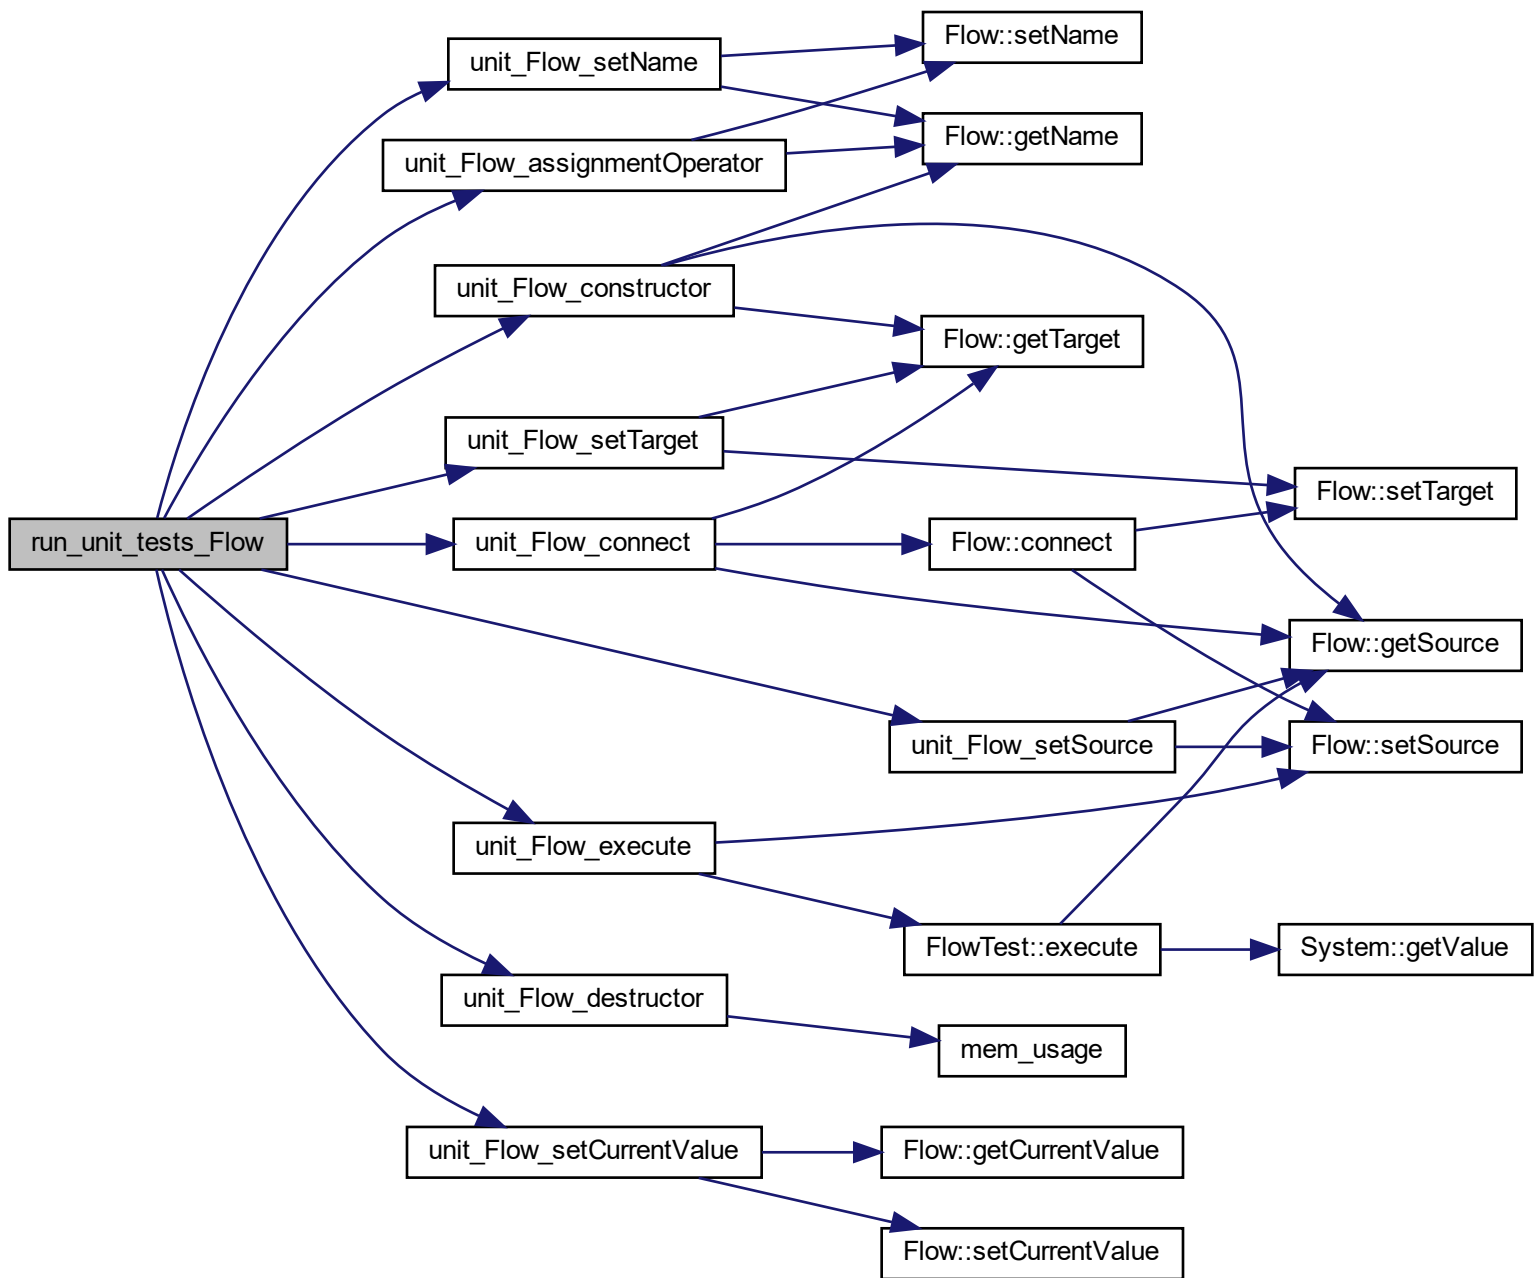 Flow::setName
unit_Flow_setName
Flow::getName
unit_Flow_assignmentOperator
unit_Flow_constructor
Flow::getTarget
unit_Flow_setTarget
Flow::setTarget
run_unit_tests_Flow
unit_Flow_connect
Flow::connect
Flow::getSource
unit_Flow_setSource
Flow::setSource
unit_Flow_execute
FlowTest::execute
System::getValue
unit_Flow_destructor
mem_usage
unit_Flow_setCurrentValue
Flow::getCurrentValue
Flow::setCurrentValue